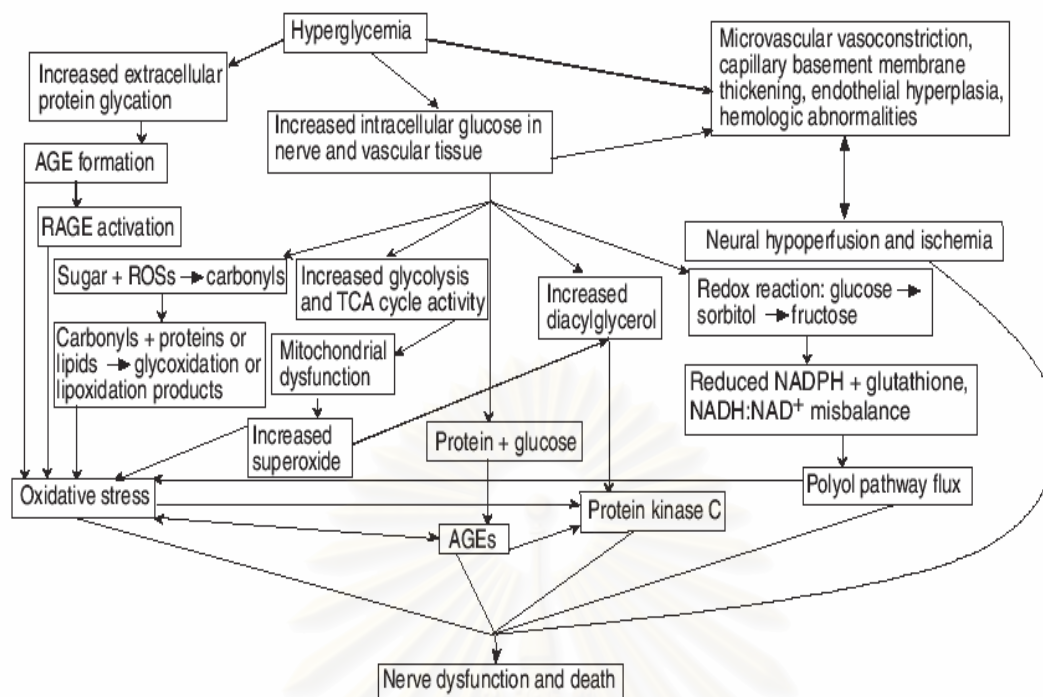 Hyperglycemia
Increased extracellular
protein glycation
Microvascular vasoconstriction,
capillary basement membrane
thickening, endothelial hyperplasia,
hemologic abnormalities
Increased intracellular glucose in
nerve and vascular tissue
AGE formation
RAGE activation
Neural hypoperfusion and ischemia
Sugar + ROSs → carbonyls
Increased glycolysis
and TCA cycle activity
Increased
diacylglycerol
Redox reaction: glucose →
sorbitol → fructose
Carbonyls + proteins or
lipids → glycoxidation or
lipoxidation products
Mitochondrial
dysfunction
Reduced NADPH + glutathione,
NADH:NAD⁺ misbalance
Increased
superoxide
Protein + glucose
Oxidative stress
Polyol pathway flux
Protein kinase C
AGEs
Nerve dysfunction and death